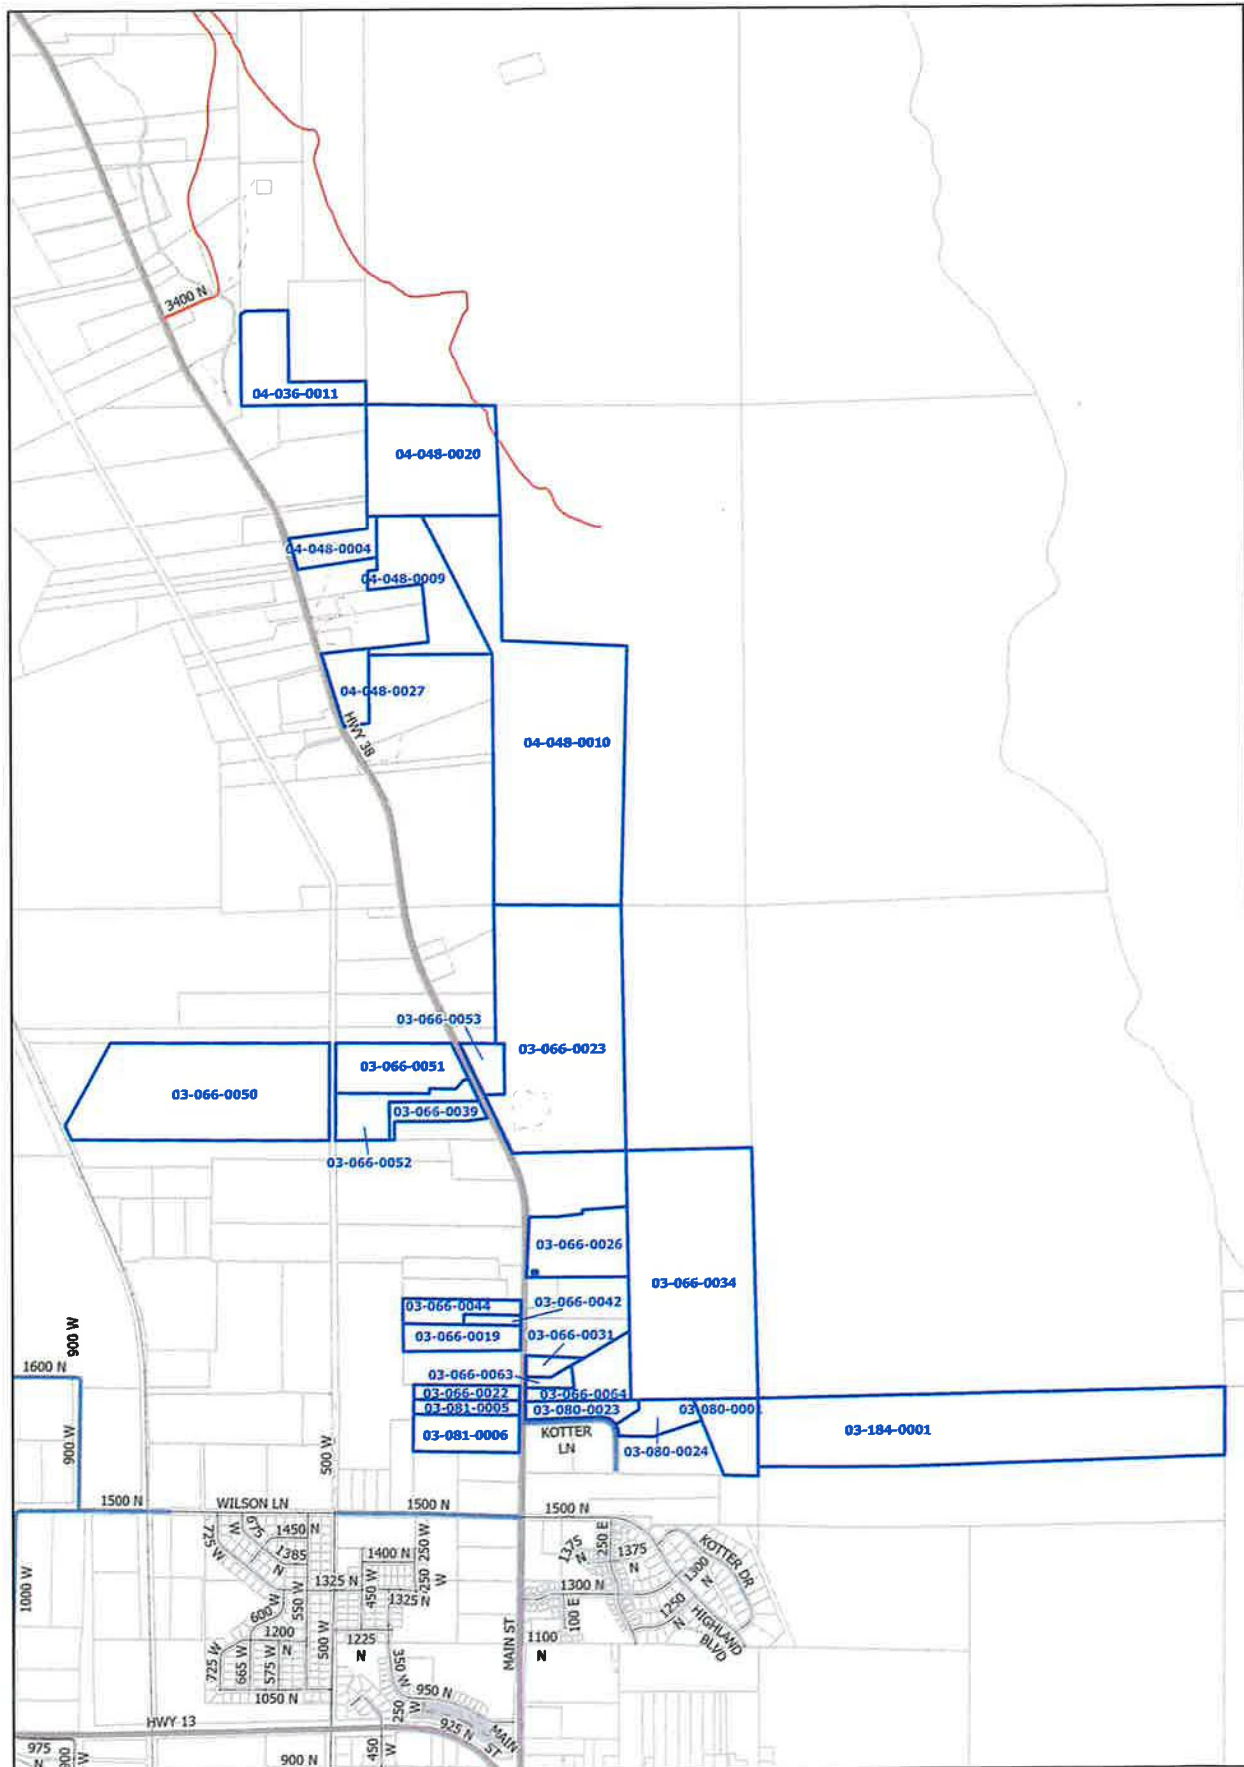 3400 N
04-036-0011
04-048-0020
04-048-0004
04-048-0009
04-048-0027
HWY 38
04-048-0010
03-066-0053
03-066-0023
03-066-0051
03-066-0050
03-066-0039
03-066-0052
03-066-0026
03-066-0034
03-066-0044
03-066-0042
03-066-0019
03-066-0031
900 W
1600 N
03-066-0063
03-066-0022
03-066-0064
03-081-0005
03-080-0023
03-080-0001
03-081-0006
KOTTER
LN
03-184-0001
03-080-0024
900 W
500 W
1500 N
WILSON LN
1500 N
1500 N
725 W
W
675
1450 N
1385
N
1400 N
250 W
250
W
1325 N
450 W
1325 N
550 W
600 W
1000 W
1375
N
250 E
1375
N
KOTTER DR
1300
N
1300 N
100 E
1250
N
HIGHLAND
BLVD
725 W
665 W
1200
N
575 W
500 W
1225
N
350 W
MAIN ST
1100
N
1050 N
250
W
950 N
925 N
MAIN
ST
HWY 13
975
N
900
W
900 N
450
W